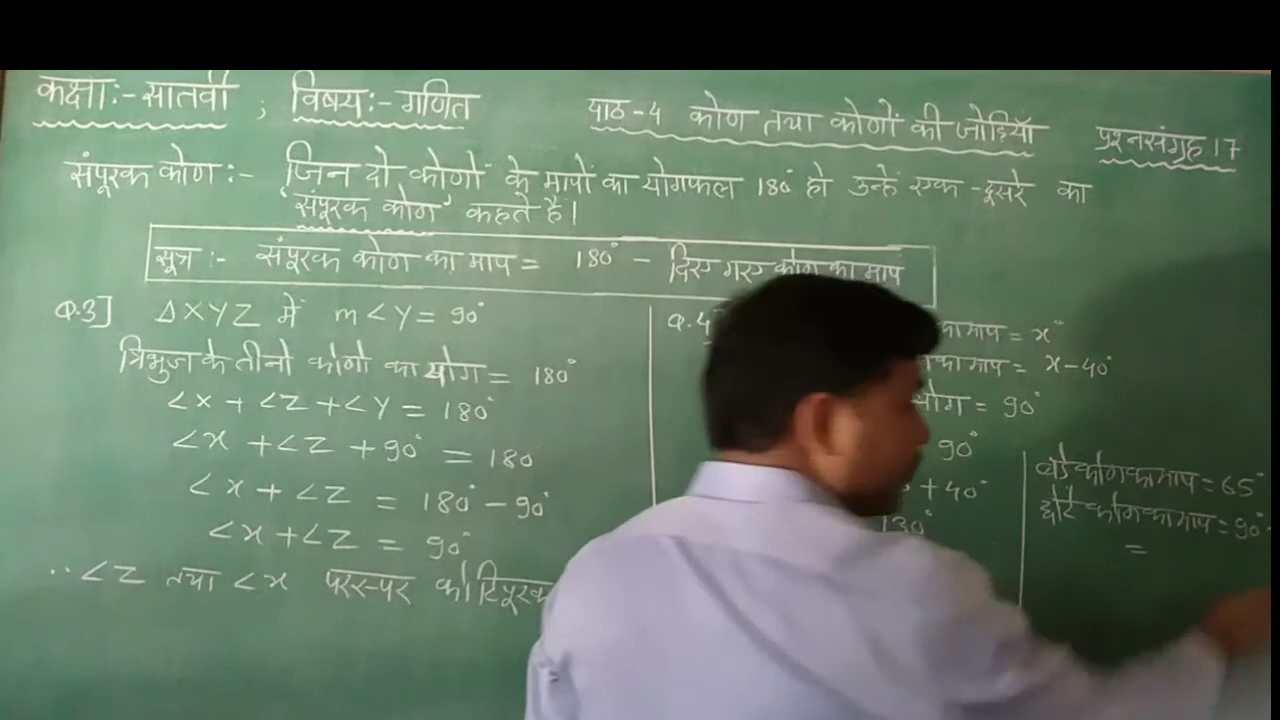 कक्षाः- सातवी , विषयः- गणित पाठ-4 कोण तथा कोणों की जोड़ियाँ प्रश्नसंग्रह 17
संपूरक कोण :- जिन दो कोणों के मापों का योगफल 180° हो उन्हें एक-दूसरे का
'संपूरक कोण' कहते है।
सूत्र :- संपूरक कोण का माप = 180° - दिए गए कोण का माप
Q.3] ΔXYZ में m<Y = 90°
त्रिभुज के तीनो कोणो का योग = 180°
<X + <Z + <Y = 180°
<x + <Z + 90° = 180
<x + <Z = 180° - 90°
<x + <Z = 90°
..<Z तथा <x परस्पर कोटिपूरक
Q.4 का माप = x°
का माप = x-40°
योग = 90°
90°
+ 40°
130°
बडे कोण का माप = 65°
छोटे कोण का माप = 90°
=